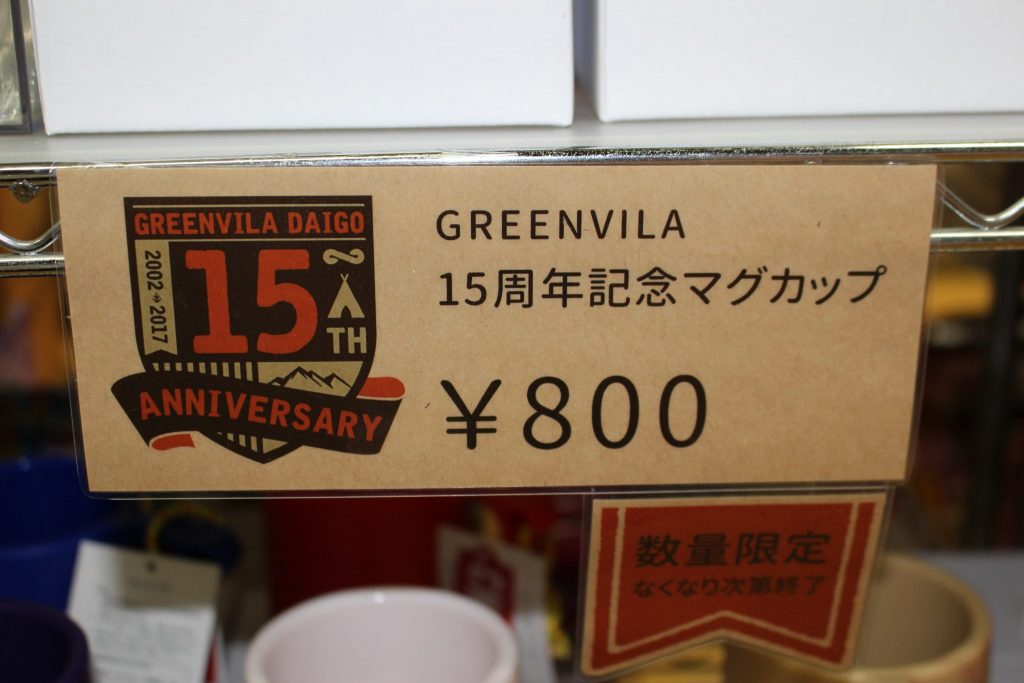 GREENVILA DAIGO
2002→2017
15
TH
ANNIVERSARY
GREENVILA
15周年記念マグカップ
¥800
数量限定
なくなり次第終了